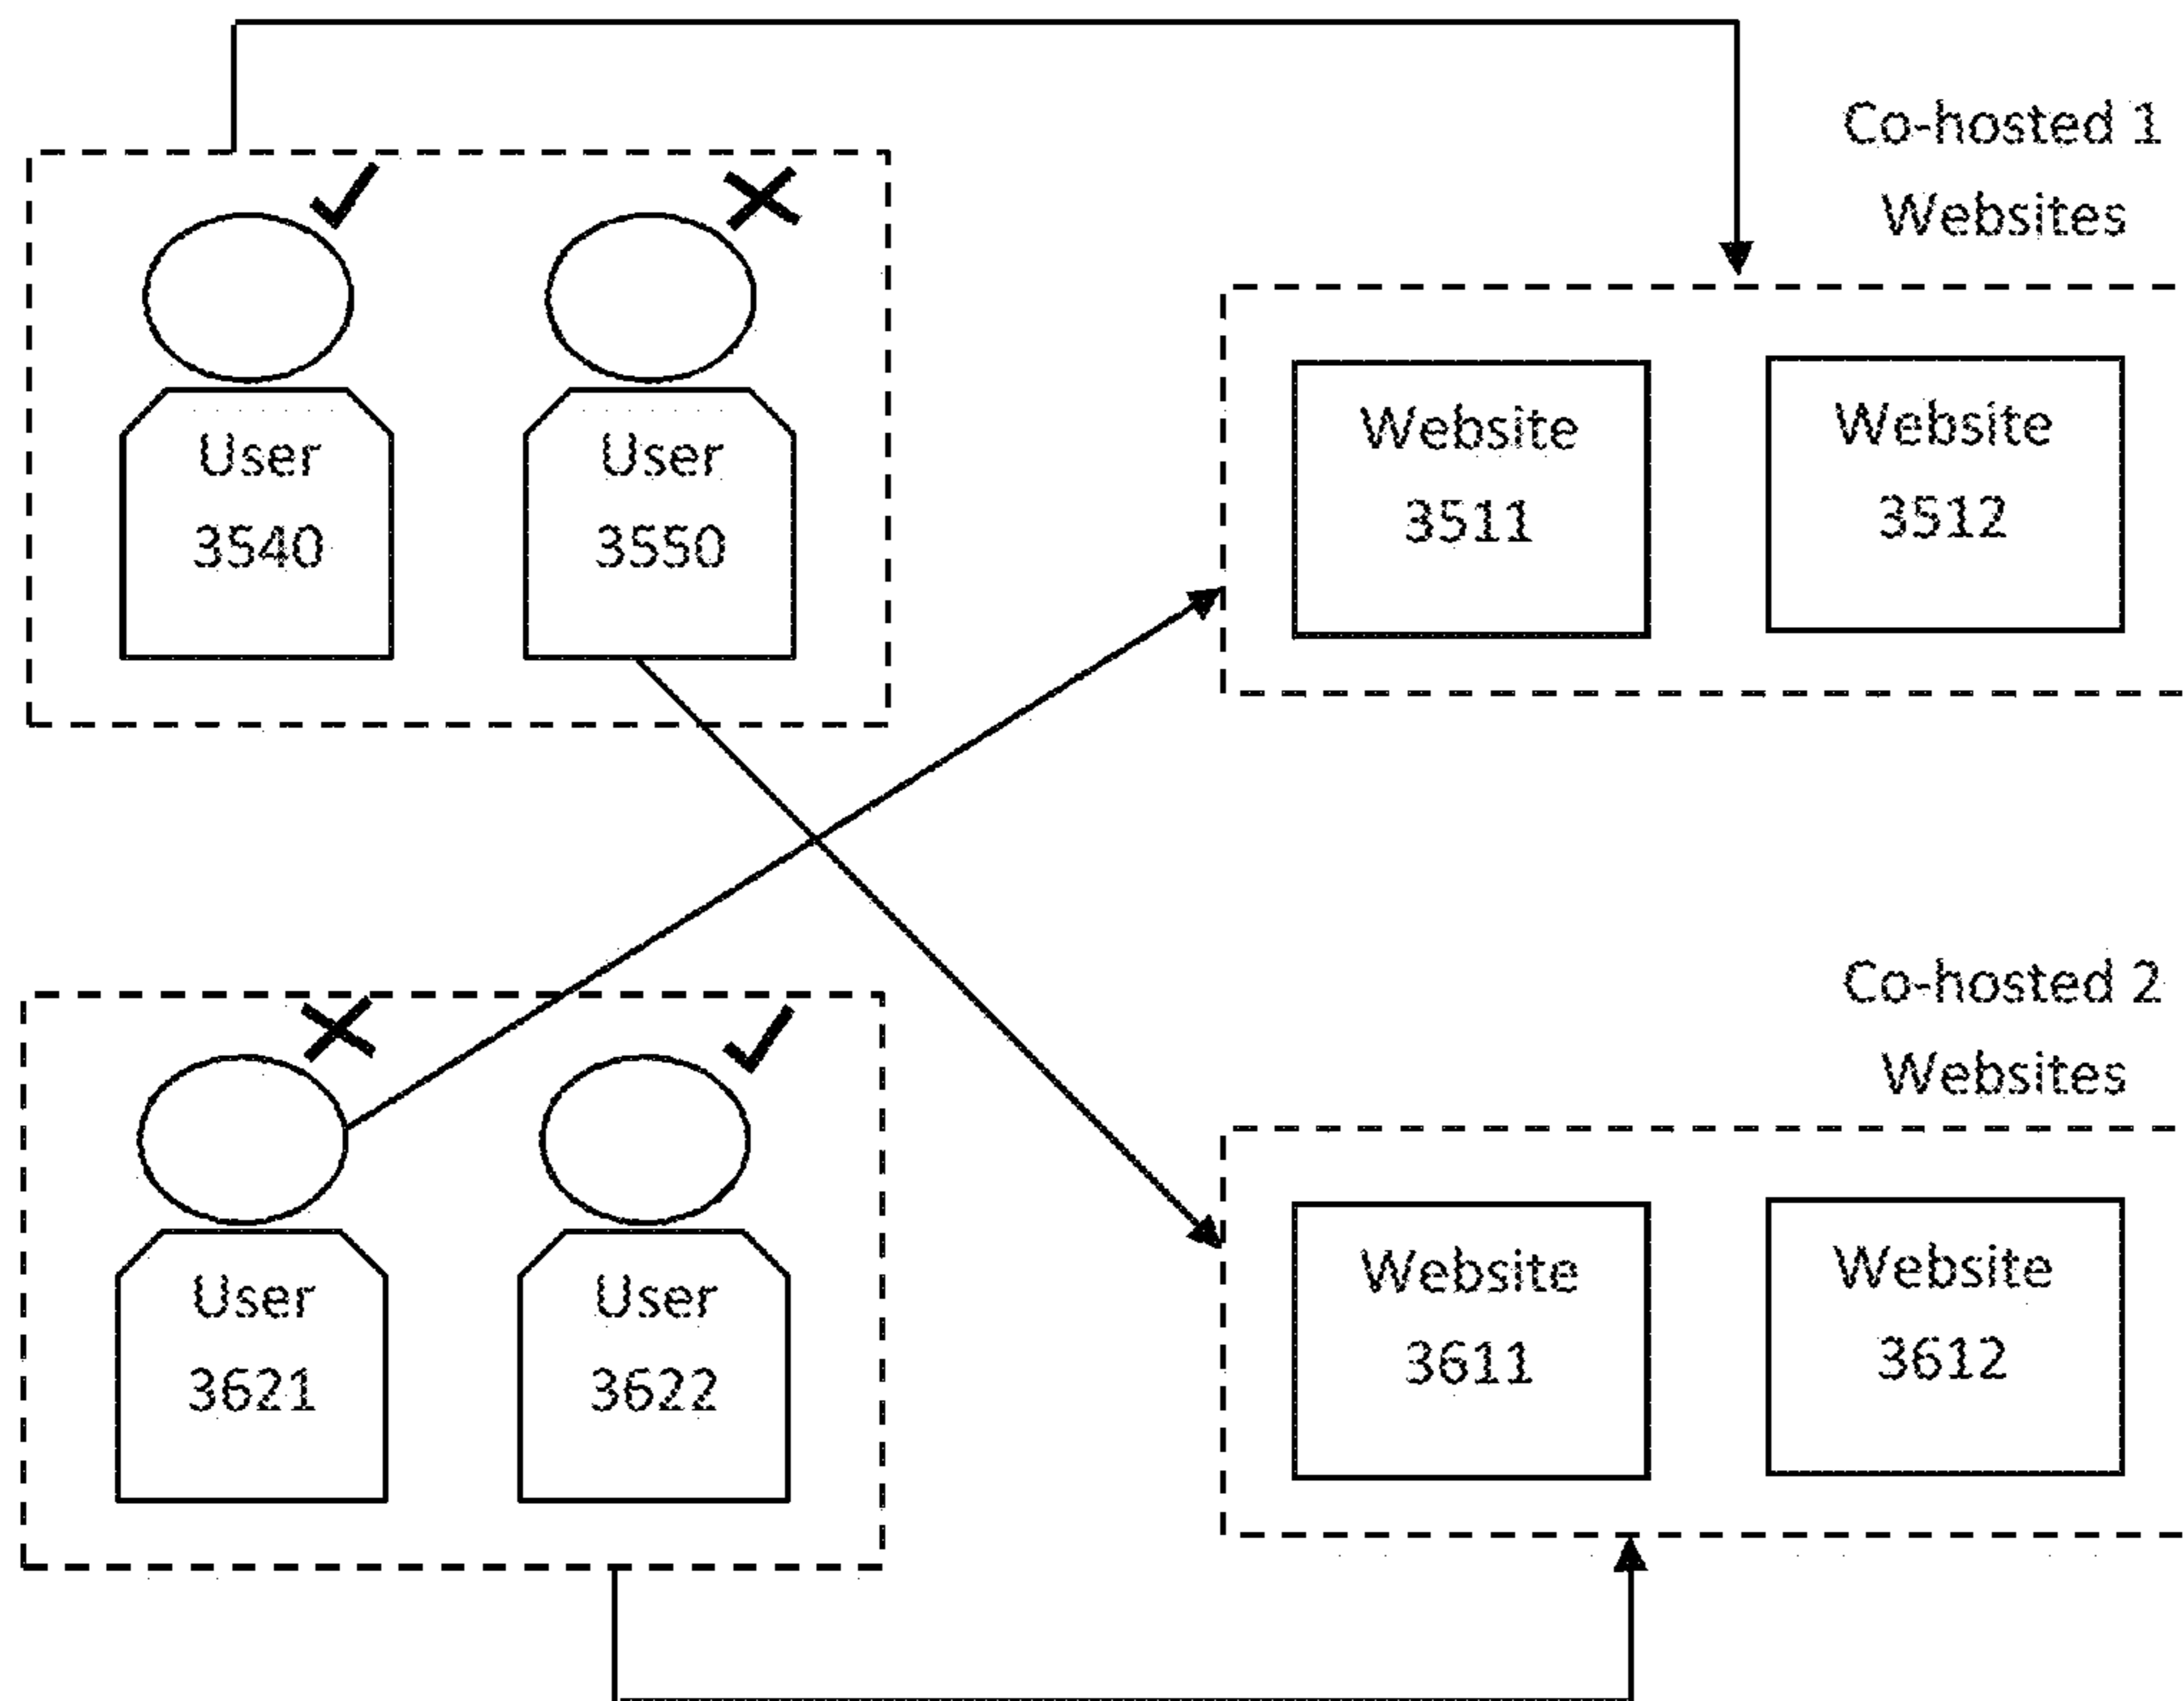 Co-hosted 1
Websites
User
3540
User
3550
Website
3511
Website
3512
Co-hosted 2
Websites
User
3621
User
3622
Website
3611
Website
3612